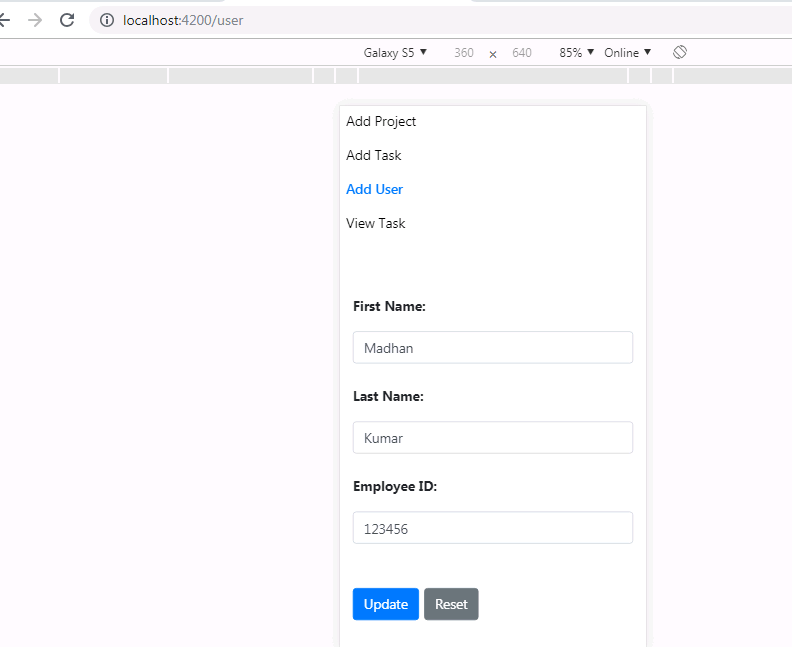 localhost:4200/user
Galaxy S5 ▼ 360 × 640 85% ▼ Online ▼
Add Project
Add Task
Add User
View Task
First Name:
Madhan
Last Name:
Kumar
Employee ID:
123456
Update Reset